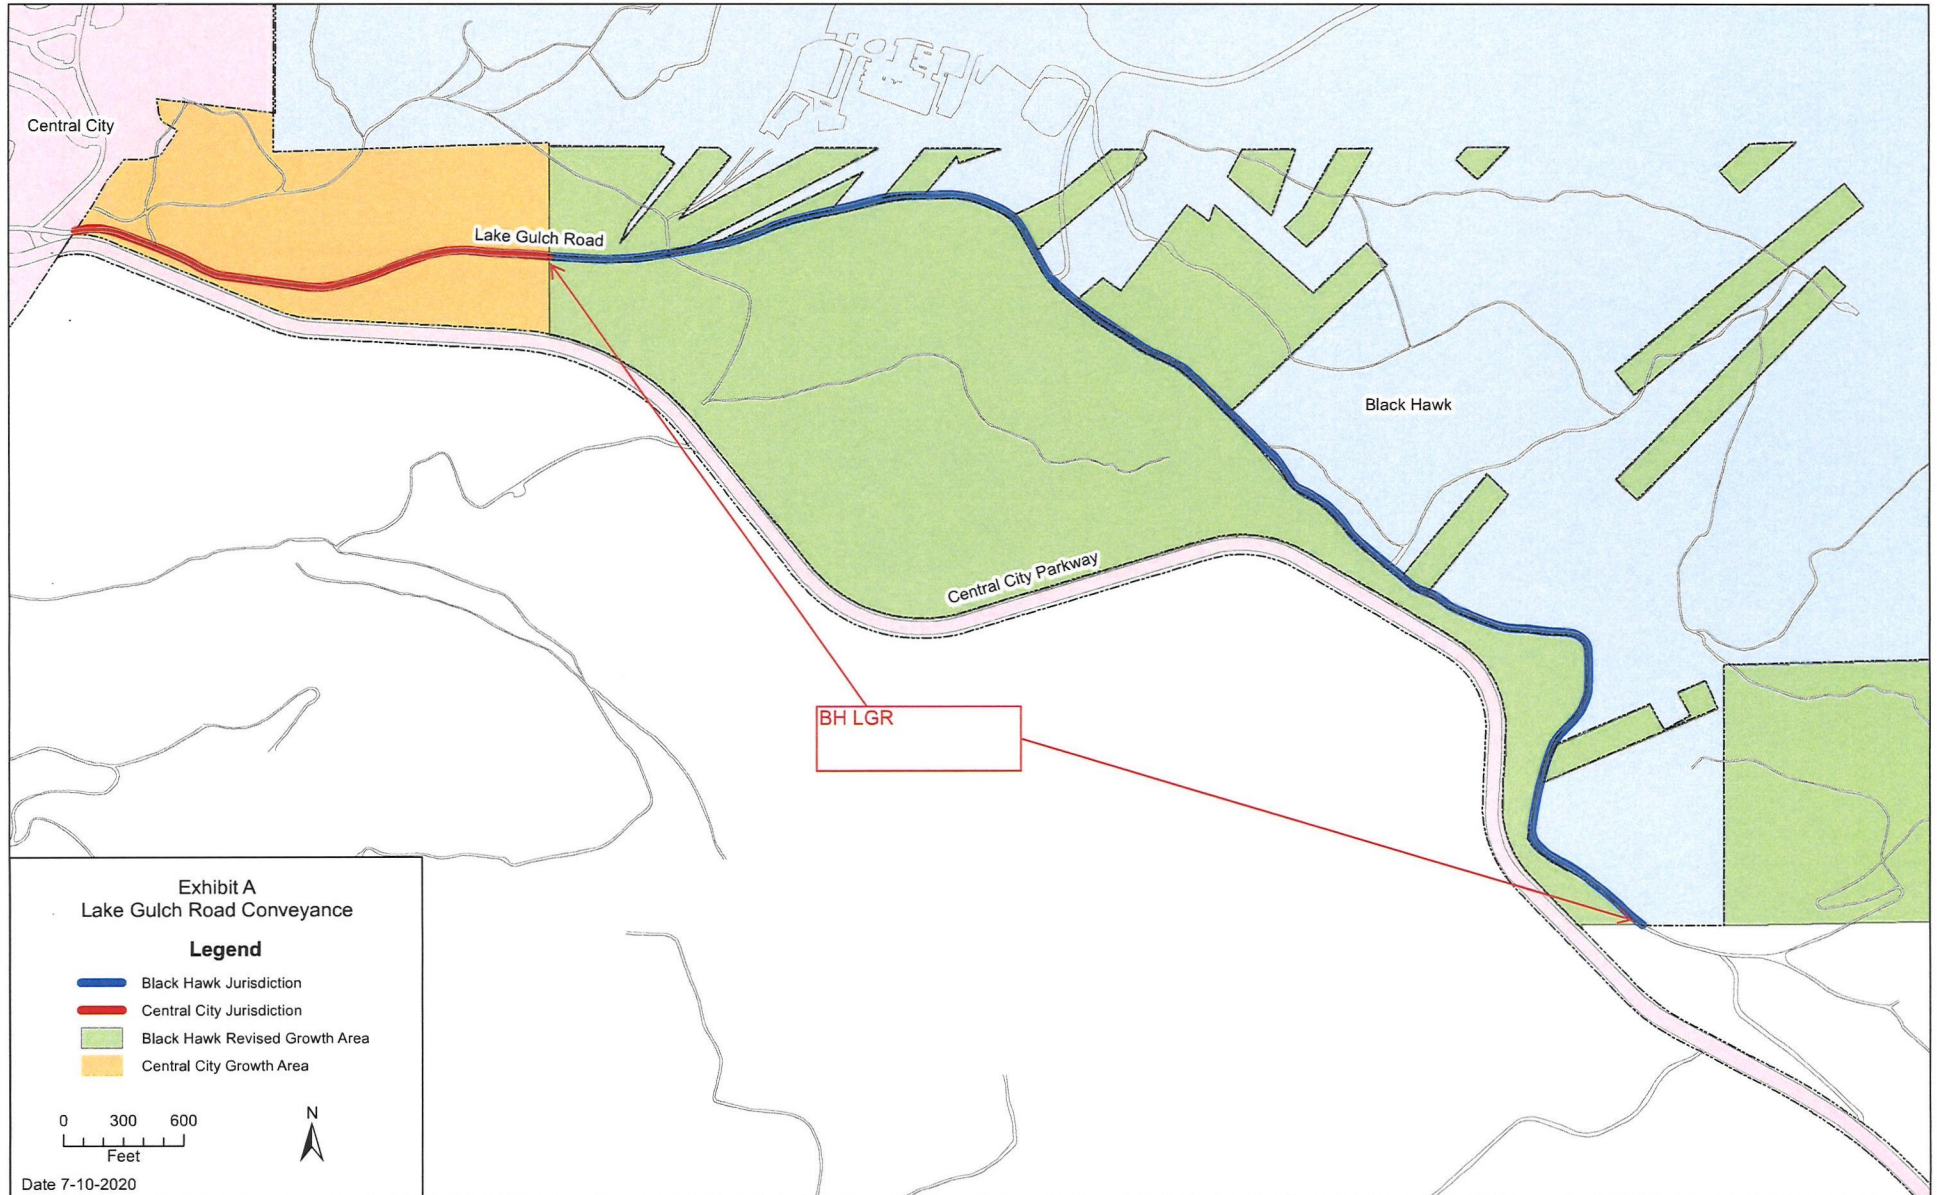 Central City
Lake Gulch Road
Black Hawk
Central City Parkway
BH LGR
Exhibit A
Lake Gulch Road Conveyance
Legend
Black Hawk Jurisdiction
Central City Jurisdiction
Black Hawk Revised Growth Area
Central City Growth Area
0 300 600
Feet
N
Date 7-10-2020